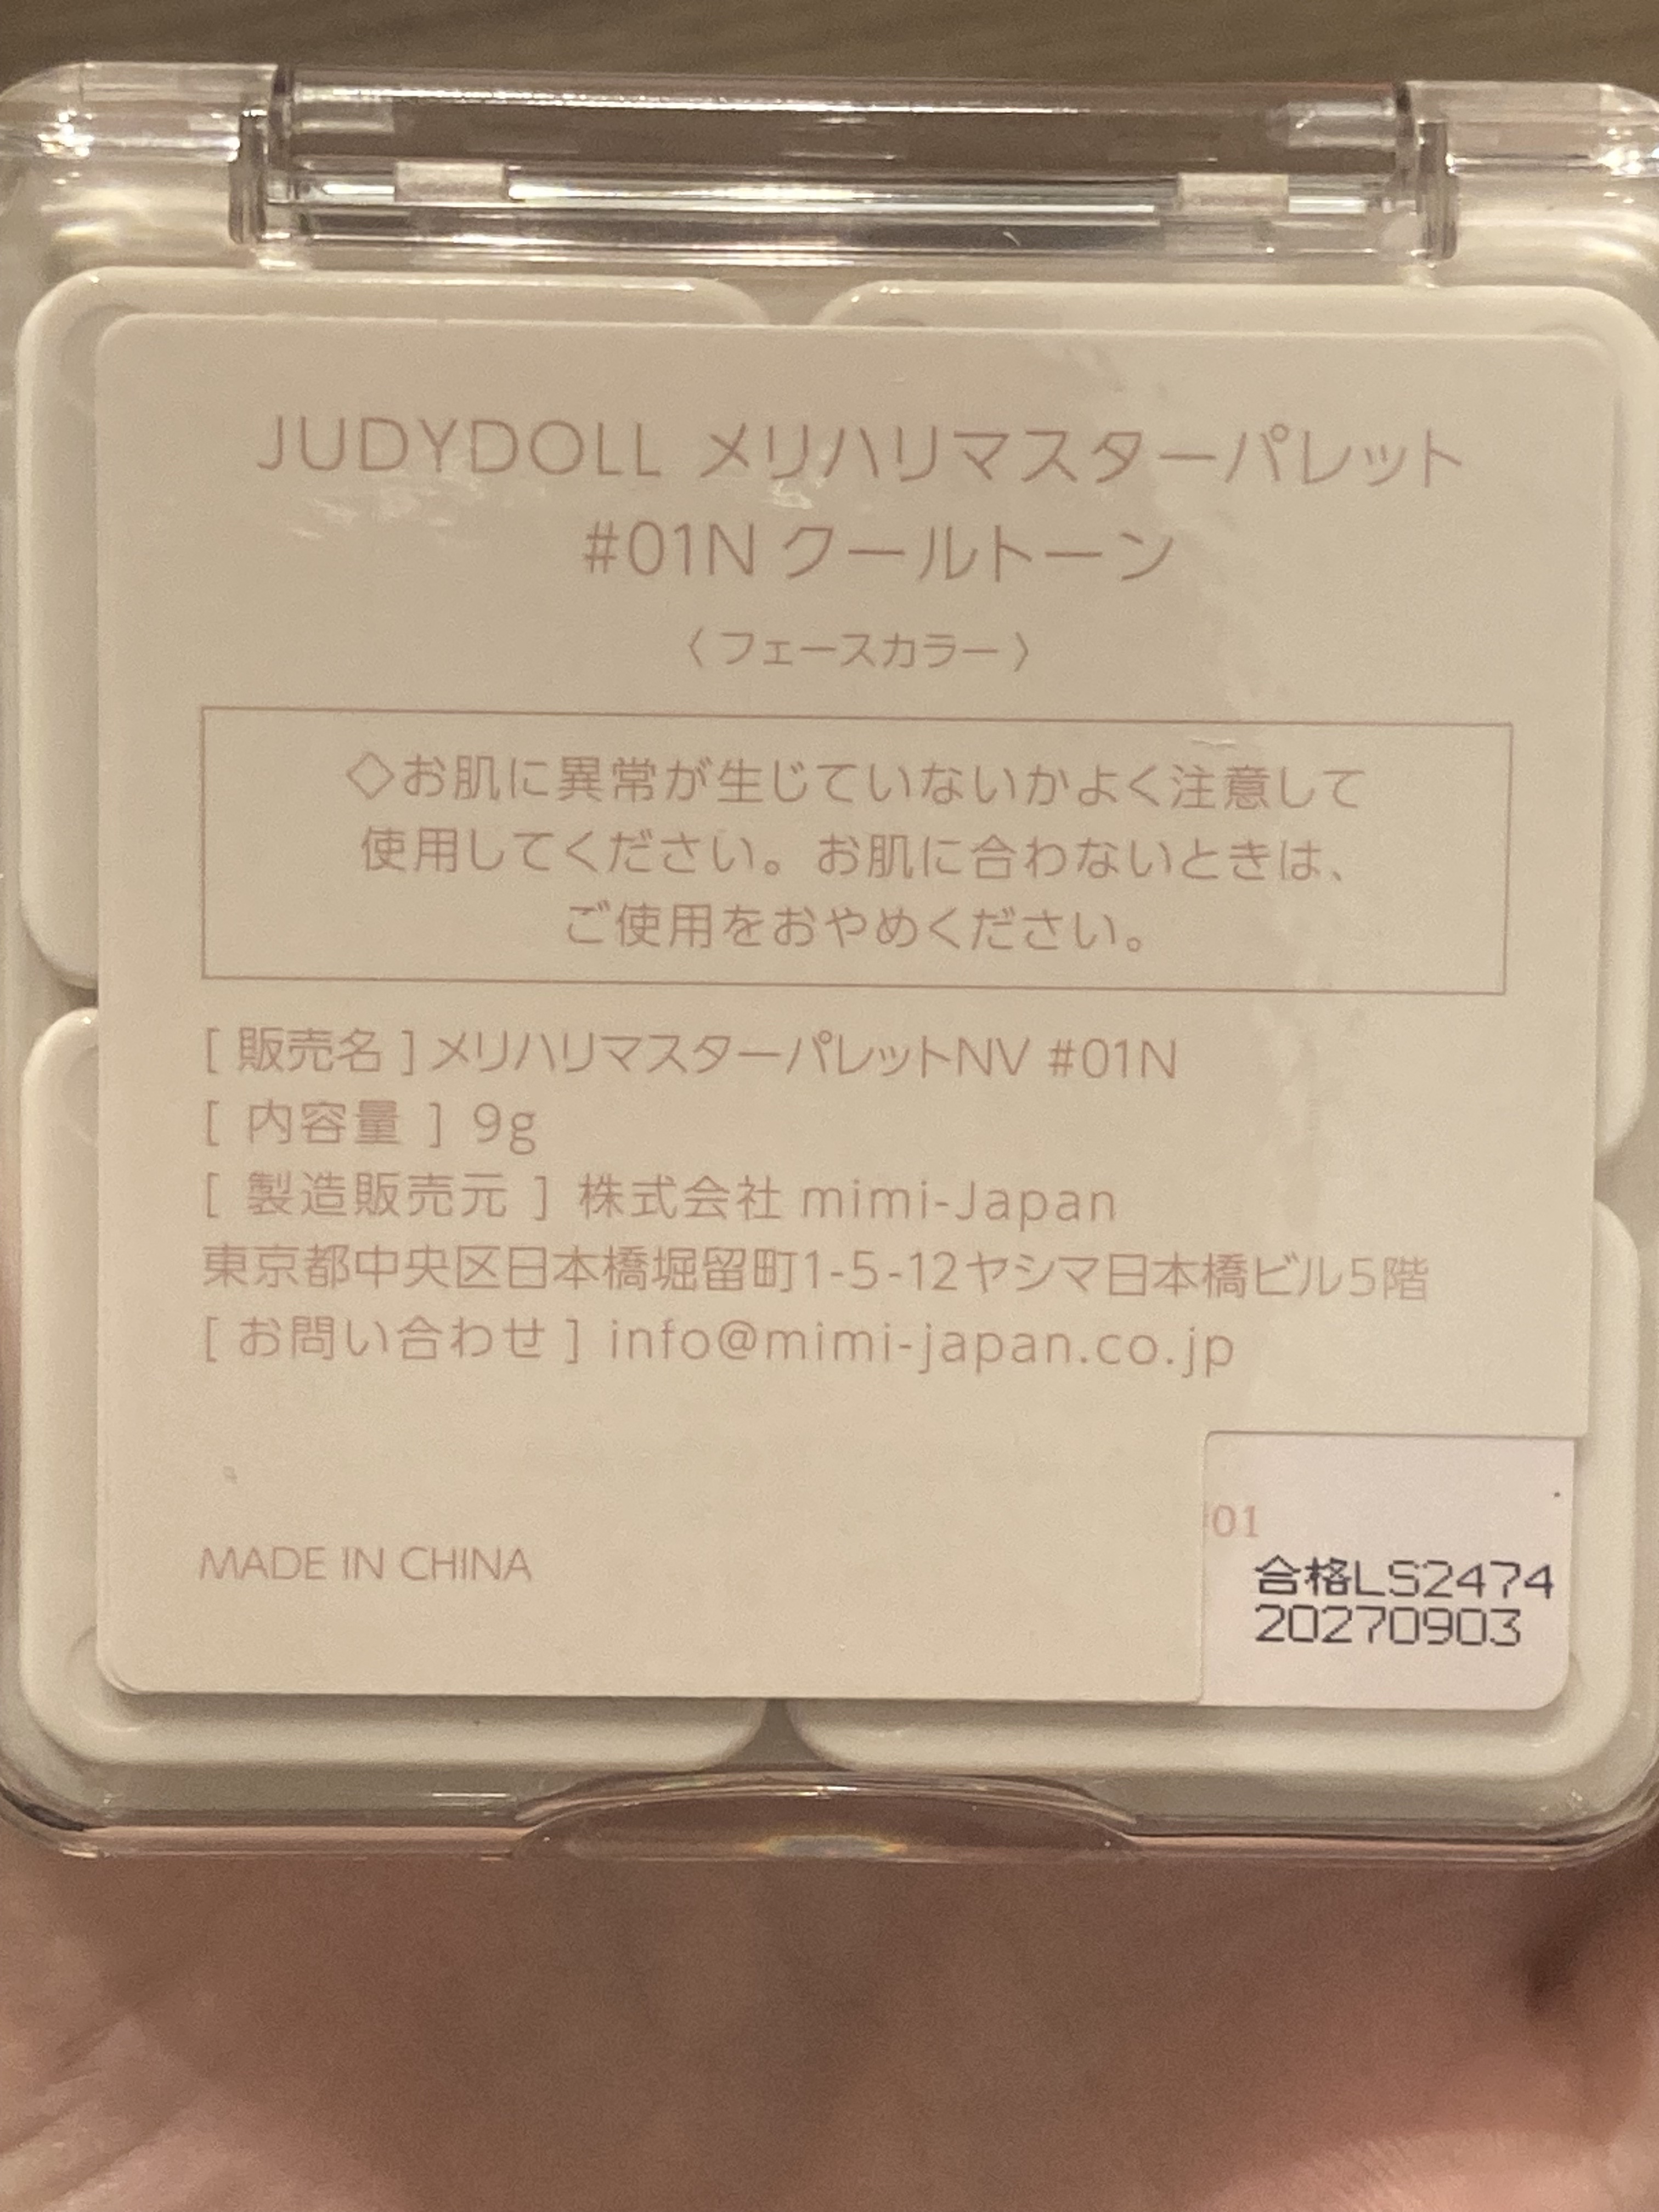 JUDYDOLL メリハリマスターパレット
#01N クールトーン
〈 フェースカラー 〉
◇お肌に異常が生じていないかよく注意して
使用してください。お肌に合わないときは、
ご使用をおやめください。
[ 販売名 ] メリハリマスターパレットNV #01N
[ 内容量 ] 9g
[ 製造販売元 ] 株式会社 mimi-Japan
東京都中央区日本橋堀留町1-5-12ヤシマ日本橋ビル5階
[ お問い合わせ ] info@mimi-japan.co.jp
MADE IN CHINA
01
合格LS2474
20270903